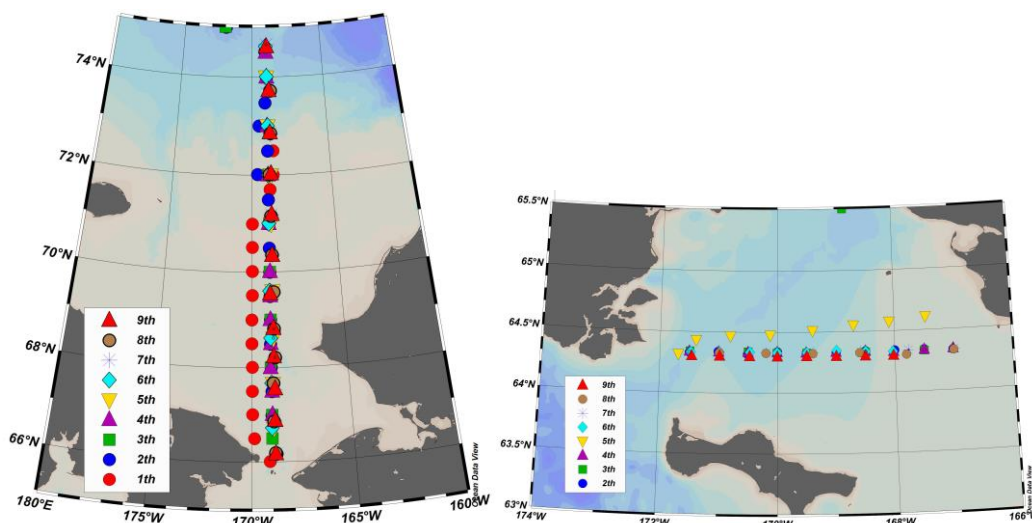 74°N
72°N
70°N
68°N
66°N
180°E
175°W
170°W
165°W
160°W
9th
8th
7th
6th
5th
4th
3th
2th
1th
Ocean Data View
65.5°N
65°N
64.5°N
64°N
63.5°N
63°N
174°W
172°W
170°W
168°W
166°W
9th
8th
7th
6th
5th
4th
3th
2th
Ocean Data View